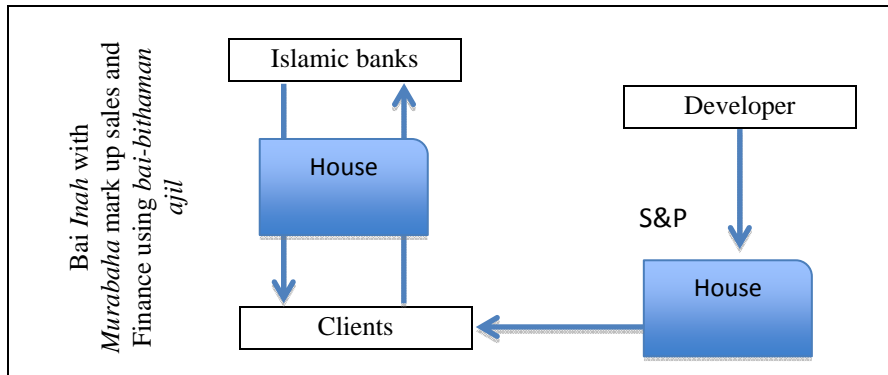 Bai Inah with
Murabaha mark up sales and
Finance using bai-bithaman
ajil
Islamic banks
House
Clients
Developer
S&P
House